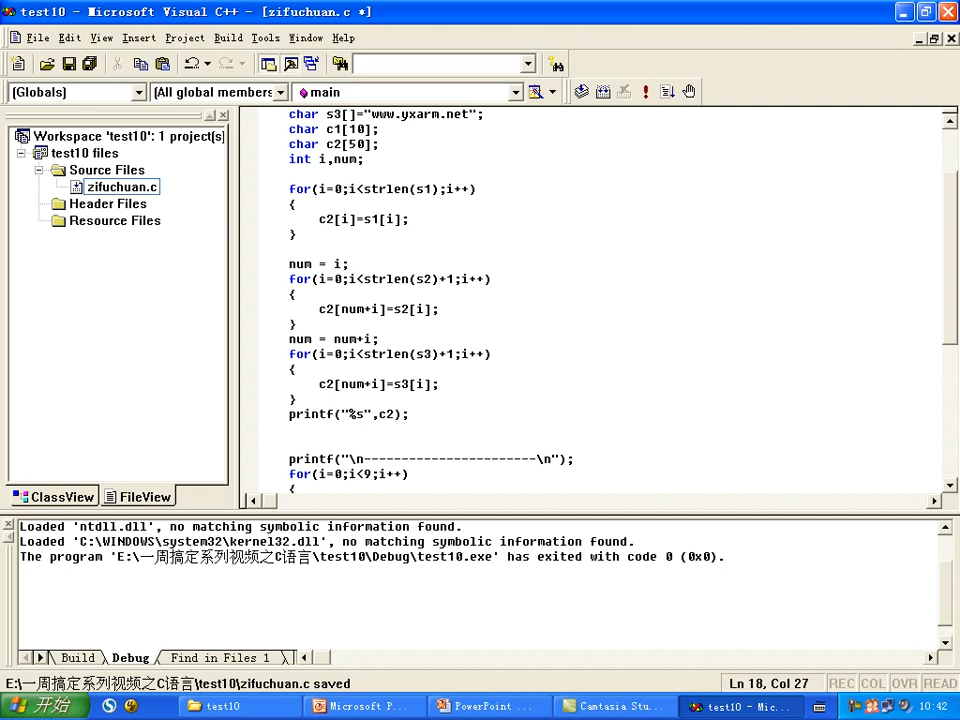 test10 - Microsoft Visual C++ - [zifuchuan.c *]
File Edit View Insert Project Build Tools Window Help
(Globals) (All global members main
Workspace 'test10': 1 project[s]
test10 files
Source Files
zifuchuan.c
Header Files
Resource Files
ClassView FileView
char s3[]="www.yxarm.net";
char c1[10];
char c2[50];
int i,num;
for(i=0;i<strlen(s1);i++)
{
c2[i]=s1[i];
}
num = i;
for(i=0;i<strlen(s2)+1;i++)
{
c2[num+i]=s2[i];
}
num = num+i;
for(i=0;i<strlen(s3)+1;i++)
{
c2[num+i]=s3[i];
}
printf("%s",c2);
printf("\n-----------------------\n");
for(i=0;i<9;i++)
{
Loaded 'ntdll.dll', no matching symbolic information found.
Loaded 'C:\WINDOWS\system32\kernel32.dll', no matching symbolic information found.
The program 'E:\一周搞定系列视频之C语言\test10\Debug\test10.exe' has exited with code 0 (0x0).
Build Debug Find in Files 1
E:\一周搞定系列视频之C语言\test10\zifuchuan.c saved Ln 18, Col 27 REC COL OVR READ
开始 test10 Microsoft P... PowerPoint ... Camtasia Stu... test10 - Mic... 10:42